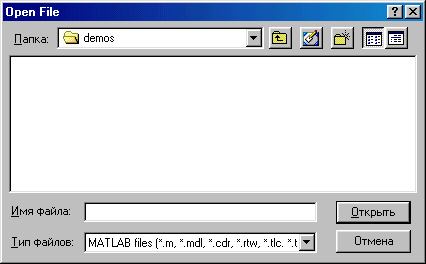 Open File
Папка: demos
Имя файла:
Открыть
Тип файлов: MATLAB files (*.m, *.mdl, *.cdr, *.rtw, *.tlc. *.t
Отмена